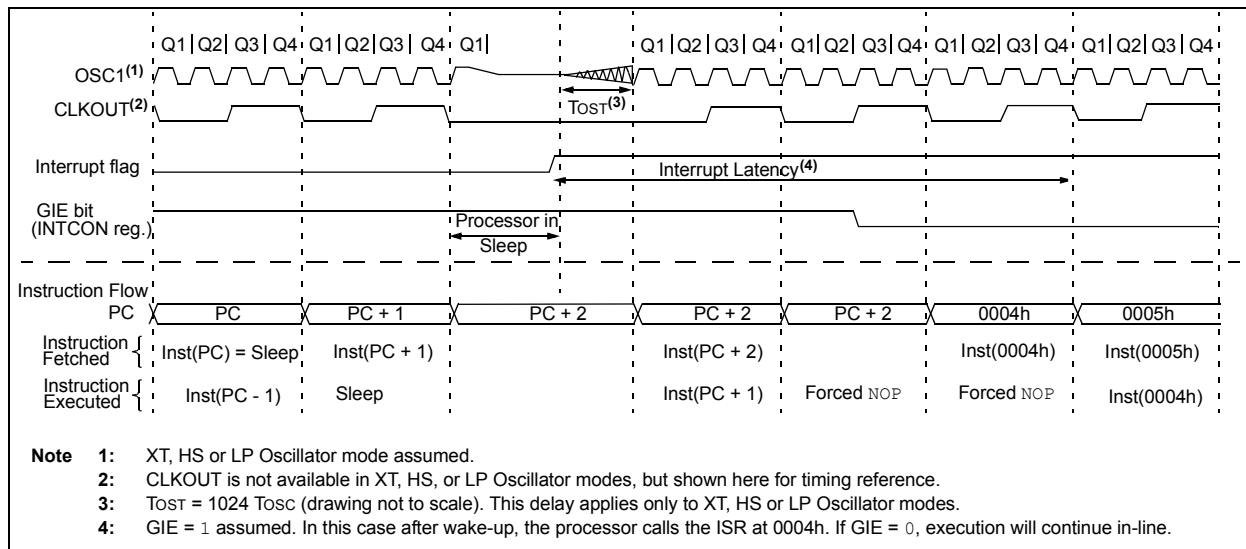 Q1 Q2 Q3 Q4 Q1 Q2 Q3 Q4 Q1 Q1 Q2 Q3 Q4 Q1 Q2 Q3 Q4 Q1 Q2 Q3 Q4 Q1 Q2 Q3 Q4
OSC1(1)
CLKOUT(2)
TOST(3)
Interrupt flag
Interrupt Latency(4)
GIE bit
(INTCON reg.)
Processor in
Sleep
Instruction Flow
PC PC PC + 1 PC + 2 PC + 2 PC + 2 0004h 0005h
Instruction
Fetched { Inst(PC) = Sleep Inst(PC + 1) Inst(PC + 2) Inst(0004h) Inst(0005h)
Instruction
Executed { Inst(PC - 1) Sleep Inst(PC + 1) Forced NOP Forced NOP Inst(0004h)
Note 1: XT, HS or LP Oscillator mode assumed.
2: CLKOUT is not available in XT, HS, or LP Oscillator modes, but shown here for timing reference.
3: TOST = 1024 TOSC (drawing not to scale). This delay applies only to XT, HS or LP Oscillator modes.
4: GIE = 1 assumed. In this case after wake-up, the processor calls the ISR at 0004h. If GIE = 0, execution will continue in-line.